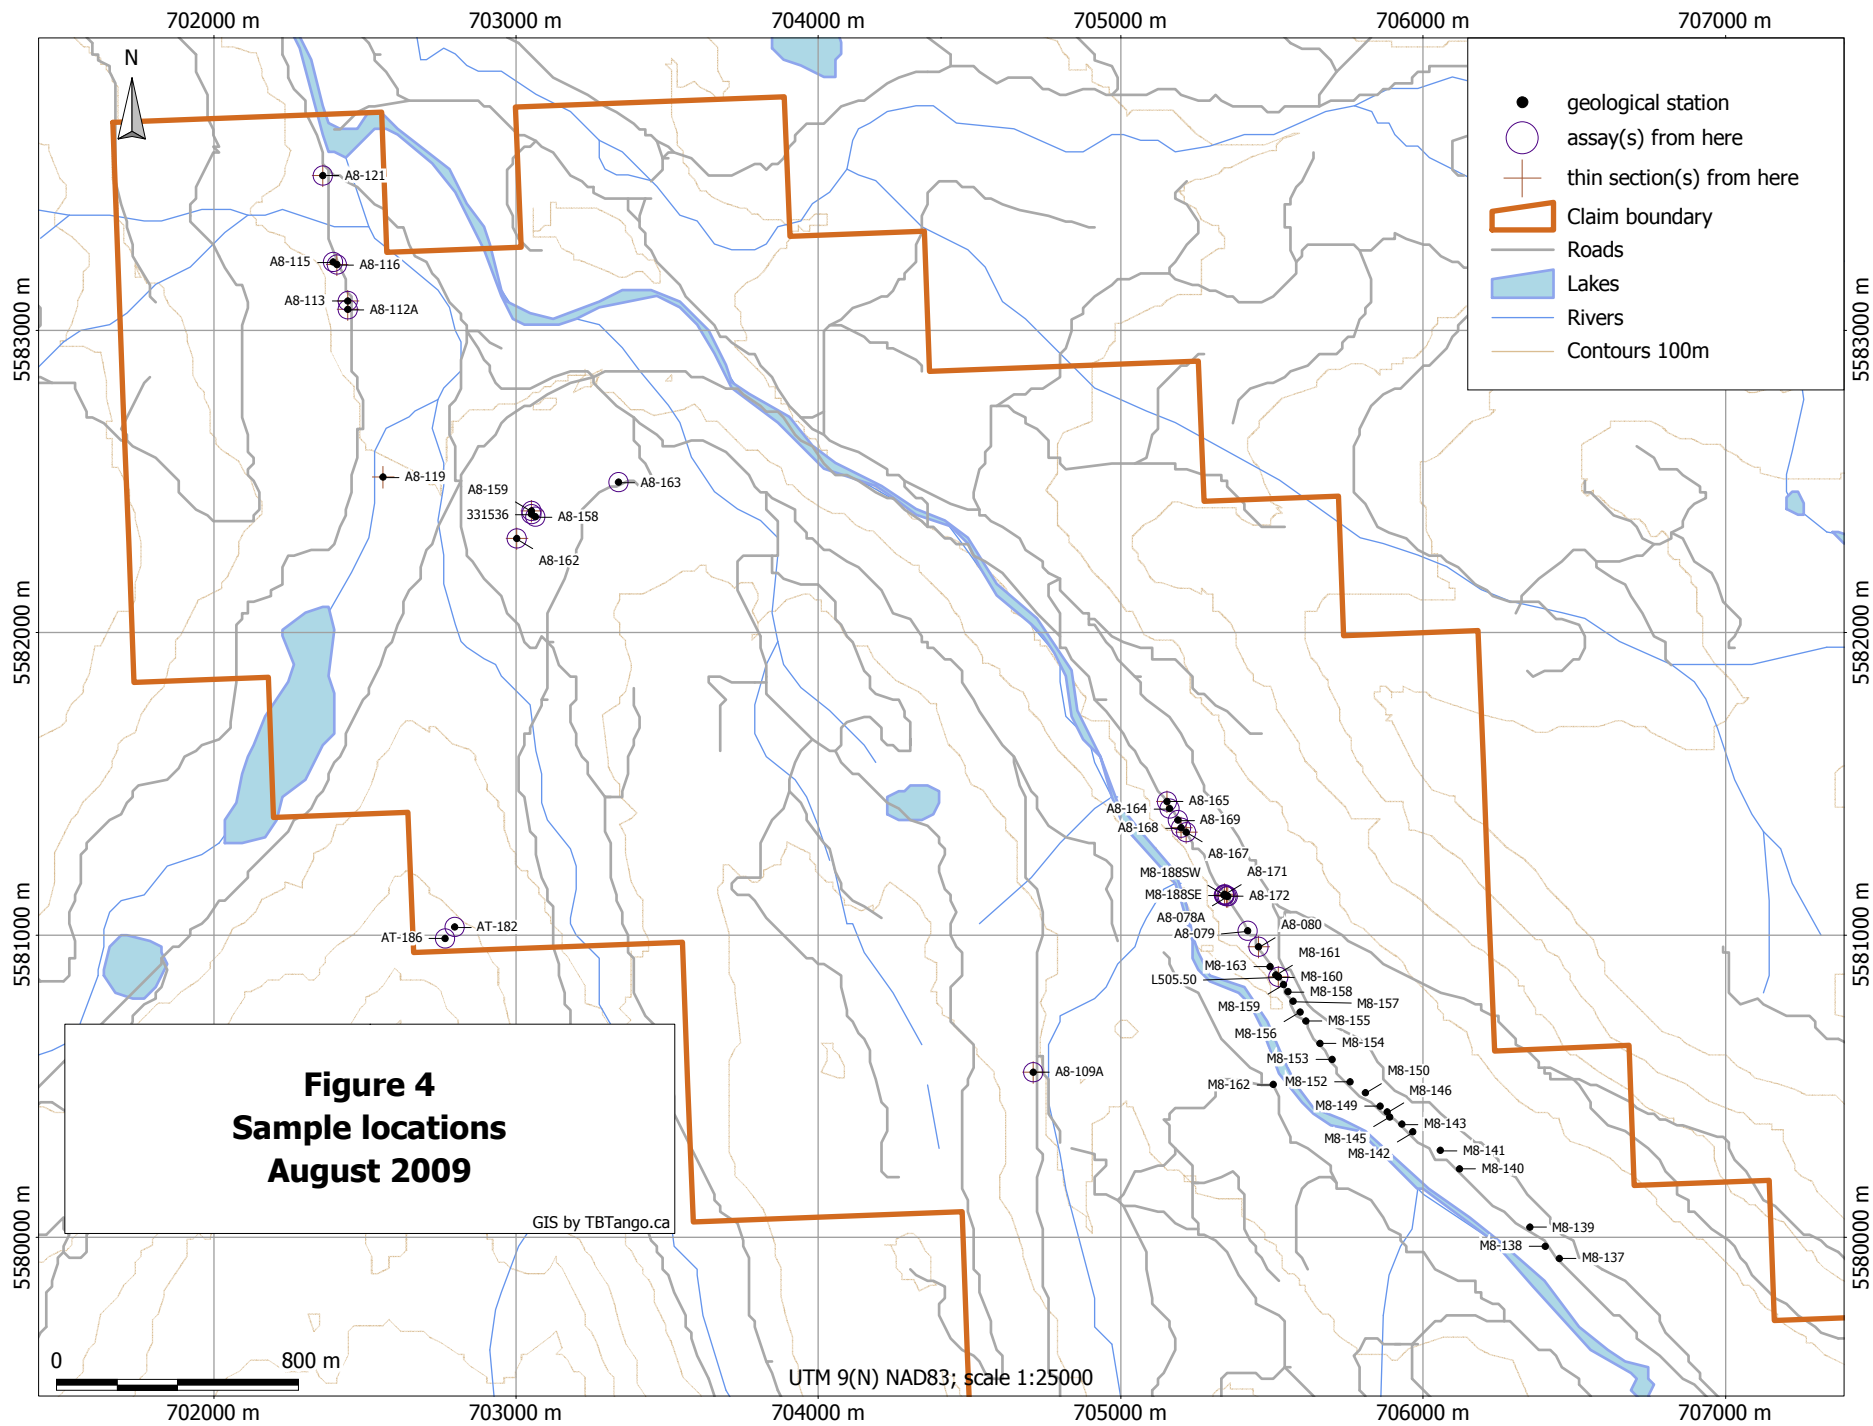 702000 m
703000 m
704000 m
705000 m
706000 m
707000 m
N
geological station
assay(s) from here
thin section(s) from here
Claim boundary
Roads
Lakes
Rivers
Contours 100m
5583000 m
5583000 m
5582000 m
5582000 m
5581000 m
5581000 m
5580000 m
5580000 m
A8-121
A8-115
A8-116
A8-113
A8-112A
A8-119
A8-163
A8-159
331536
A8-158
A8-162
A8-165
A8-164
A8-169
A8-168
A8-167
M8-188SW
A8-171
M8-188SE
A8-172
A8-078A
A8-080
A8-079
AT-182
AT-186
M8-161
M8-163
M8-160
L505.50
M8-158
M8-159
M8-157
M8-156
M8-155
M8-154
M8-153
A8-109A
M8-162
M8-152
M8-150
M8-146
M8-149
M8-143
M8-145
M8-142
M8-141
M8-140
M8-139
M8-138
M8-137
Figure 4
Sample locations
August 2009
GIS by TBTango.ca
0
800 m
UTM 9(N) NAD83; scale 1:25000
702000 m
703000 m
704000 m
705000 m
706000 m
707000 m